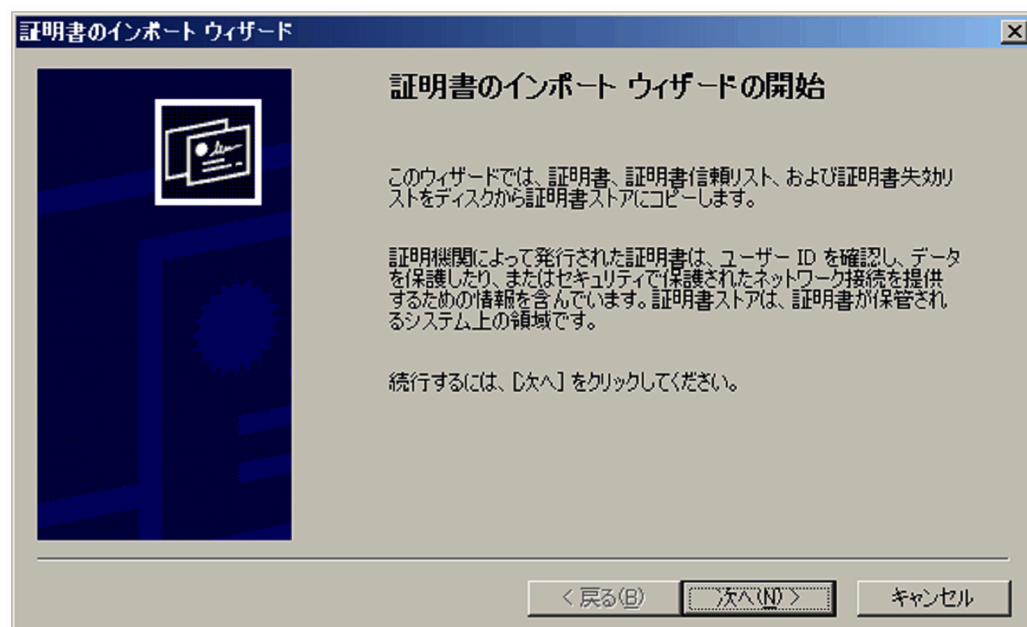 証明書のインポート ウィザード
証明書のインポート ウィザードの開始
このウィザードでは、証明書、証明書信頼リスト、および証明書失効リ
ストをディスクから証明書ストアにコピーします。
証明機関によって発行された証明書は、ユーザー ID を確認し、データ
を保護したり、またはセキュリティで保護されたネットワーク接続を提供
するための情報を含んでいます。証明書ストアは、証明書が保管され
るシステム上の領域です。
続行するには、[次へ] をクリックしてください。
< 戻る(B) 次へ(N) > キャンセル